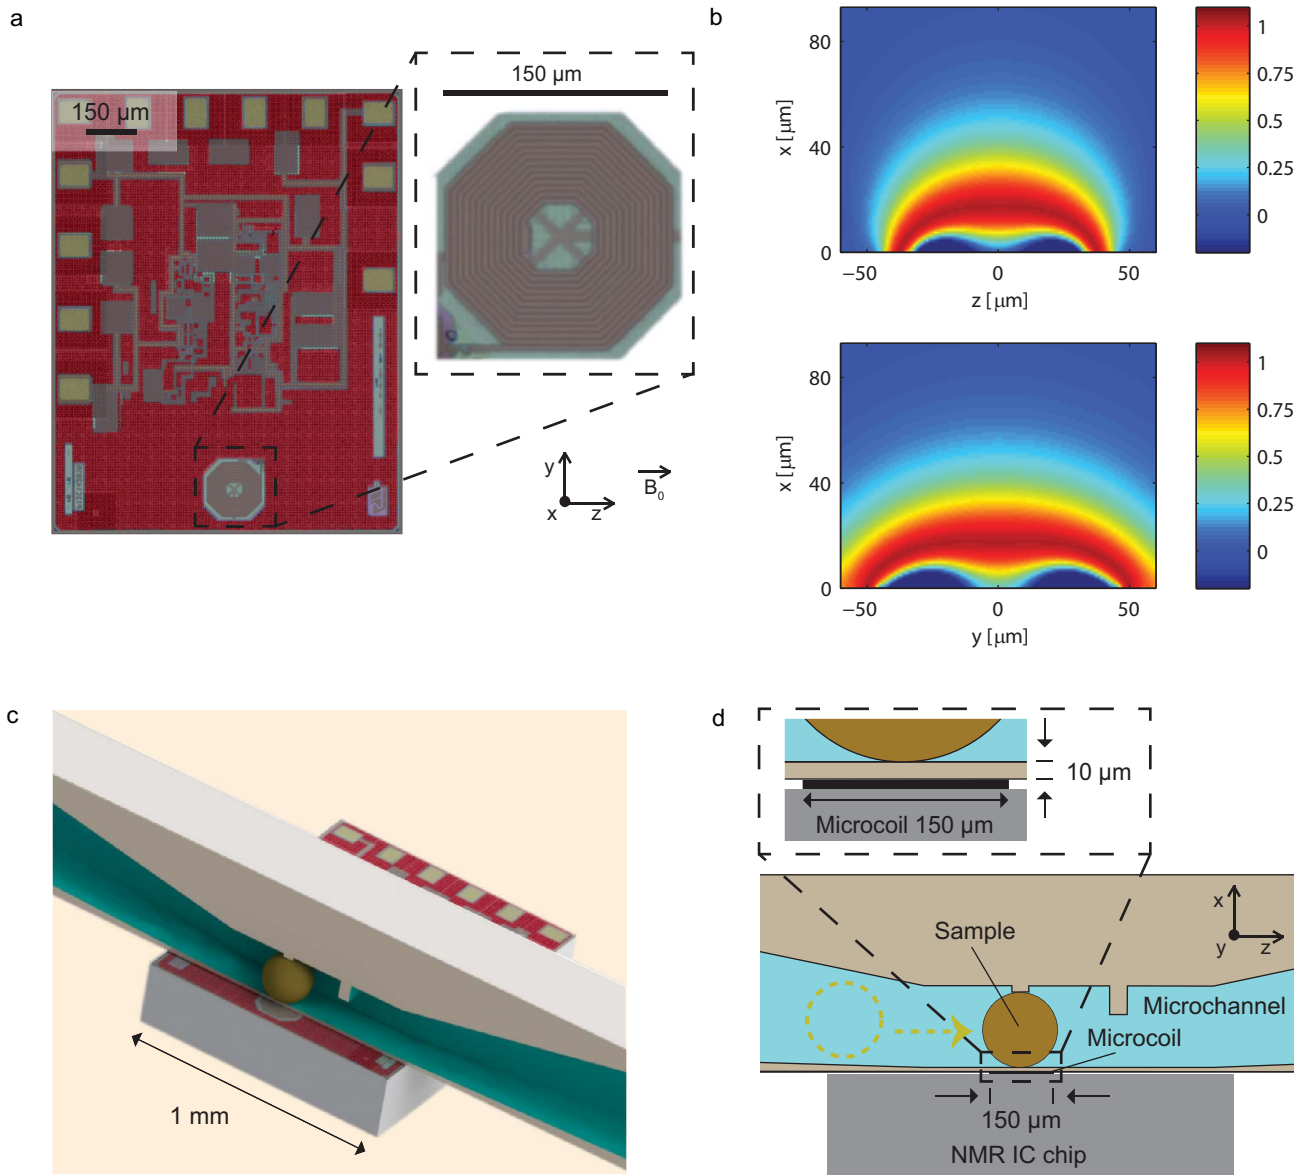 a
150 µm
150 µm
y
x
z
B0
b
80
40
0
x [µm]
−50
0
50
z [µm]
1
0.75
0.5
0.25
0
80
40
0
x [µm]
−50
0
50
y [µm]
1
0.75
0.5
0.25
0
c
1 mm
d
10 µm
Microcoil 150 µm
x
y
z
Sample
Microchannel
Microcoil
150 µm
NMR IC chip